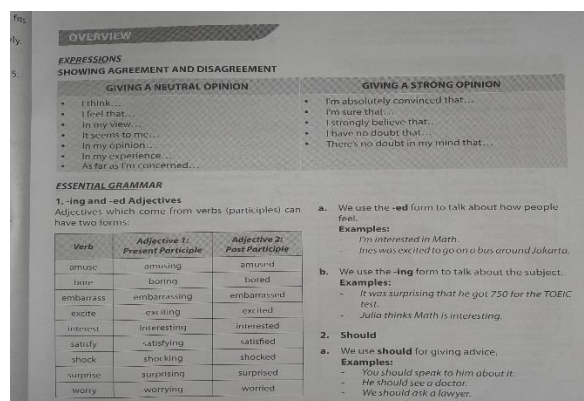 fits
ly.
5.
OVERVIEW
EXPRESSIONS
SHOWING AGREEMENT AND DISAGREEMENT
GIVING A NEUTRAL OPINION
• I think...
• I feel that...
• In my view...
• It seems to me...
• In my opinion...
• In my experience...
• As far as I'm concerned...
GIVING A STRONG OPINION
• I'm absolutely convinced that...
• I'm sure that...
• I strongly believe that...
• I have no doubt that...
• There's no doubt in my mind that...
ESSENTIAL GRAMMAR
1. -ing and -ed Adjectives
Adjectives which come from verbs (participles) can
have two forms:
Verb Adjective 1: Present Participle Adjective 2: Past Participle
amuse amusing amused
bore boring bored
embarrass embarrassing embarrassed
excite exciting excited
interest interesting interested
satisfy satisfying satisfied
shock shocking shocked
surprise surprising surprised
worry worrying worried
a. We use the -ed form to talk about how people
feel.
Examples:
- I'm interested in Math.
- Ines was excited to go on a bus around Jakarta.
b. We use the -ing form to talk about the subject.
Examples:
- It was surprising that he got 750 for the TOEIC
test.
- Julia thinks Math is interesting.
2. Should
a. We use should for giving advice.
Examples:
- You should speak to him about it.
- He should see a doctor.
- We should ask a lawyer.